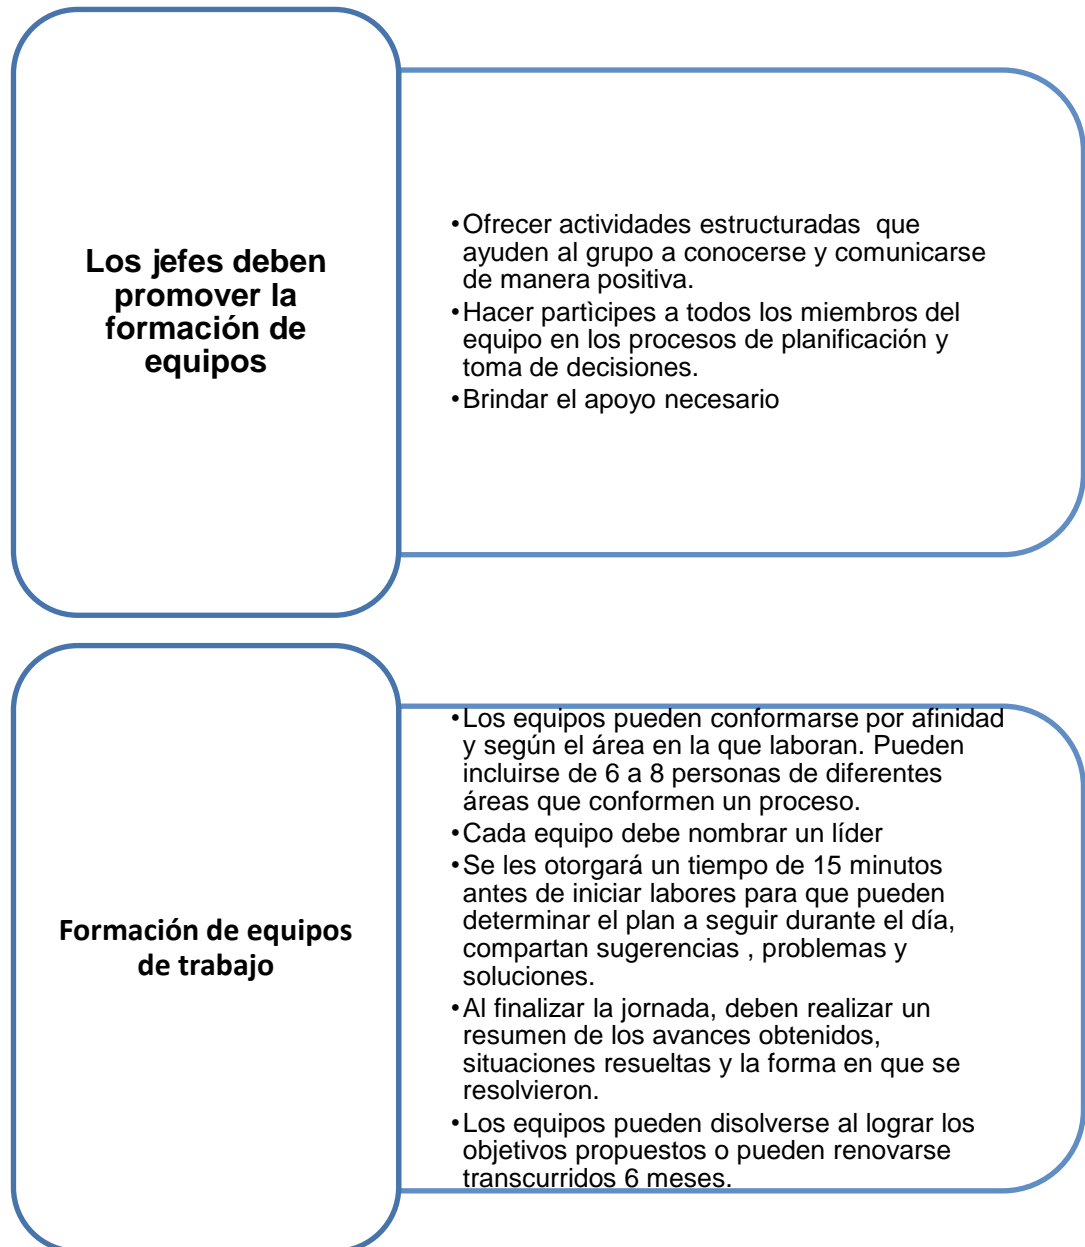 Los jefes deben
promover la
formación de
equipos
•Ofrecer actividades estructuradas  que
ayuden al grupo a conocerse y comunicarse
de manera positiva.
•Hacer partìcipes a todos los miembros del
equipo en los procesos de planificación y
toma de decisiones.
•Brindar el apoyo necesario
Formación de equipos
de trabajo
•Los equipos pueden conformarse por afinidad
y según el área en la que laboran. Pueden
incluirse de 6 a 8 personas de diferentes
áreas que conformen un proceso.
•Cada equipo debe nombrar un líder
•Se les otorgará un tiempo de 15 minutos
antes de iniciar labores para que pueden
determinar el plan a seguir durante el día,
compartan sugerencias , problemas y
soluciones.
•Al finalizar la jornada, deben realizar un
resumen de los avances obtenidos,
situaciones resueltas y la forma en que se
resolvieron.
•Los equipos pueden disolverse al lograr los
objetivos propuestos o pueden renovarse
transcurridos 6 meses.